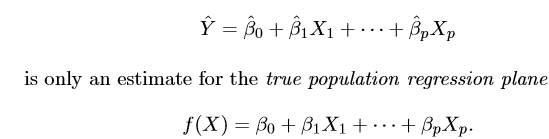 Ŷ = β̂₀ + β̂₁X₁ + ··· + β̂ₚXₚ
is only an estimate for the true population regression plane
f(X) = β₀ + β₁X₁ + ··· + βₚXₚ.